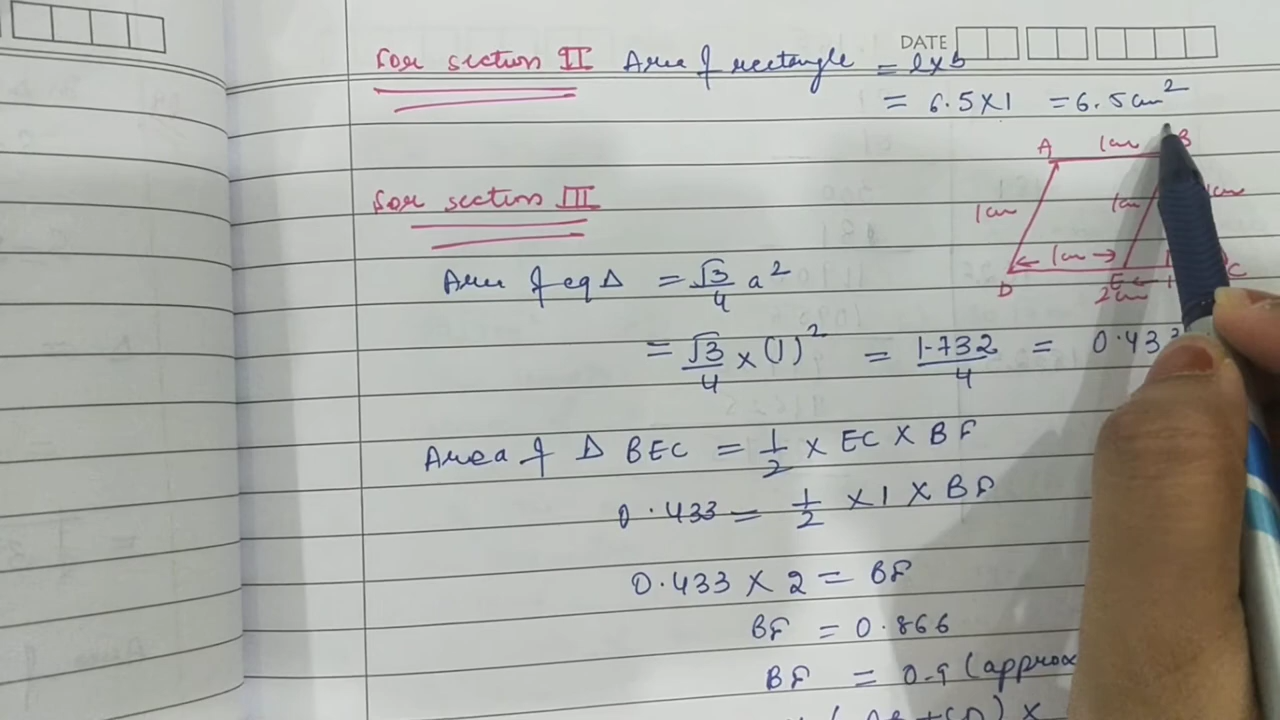 DATE
For section II Area of rectangle = l×b
= 6.5×1 = 6.5cm²
A 1cm B
For section III
1cm 1cm 1cm
1cm
D E C
2cm
Area of eq Δ = √3/4 a²
= √3/4 × (1)² = 1.732/4 = 0.433
Area of Δ BEC = 1/2 × EC × BF
0.433 = 1/2 × 1 × BF
0.433 × 2 = BF
BF = 0.866
BF = 0.9 (approx